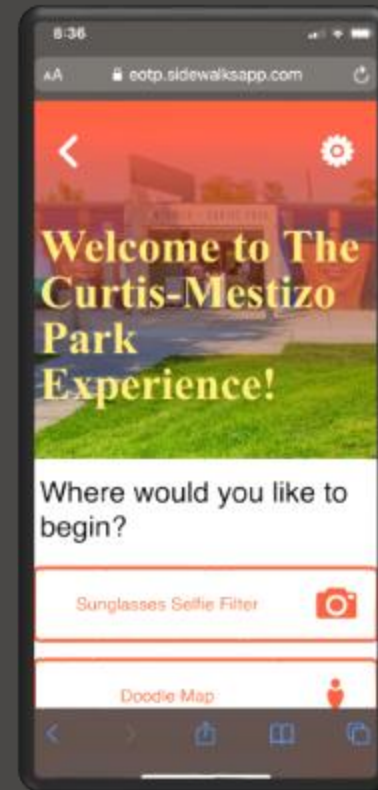 8:36
AA eotp.sidewalksapp.com
Welcome to The
Curtis-Mestizo
Park
Experience!
Where would you like to
begin?
Sunglasses Selfie Filter
Doodle Map